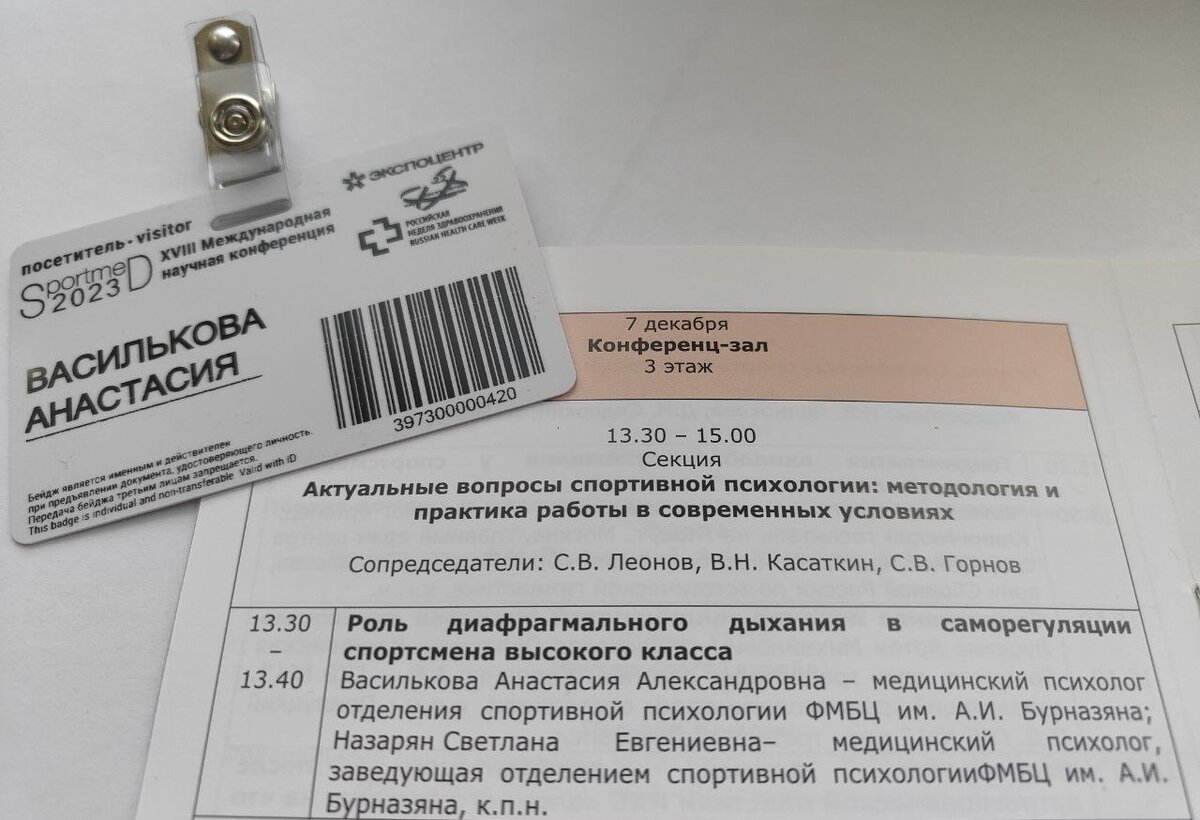 посетитель · visitor
SportmeD
2023
XVIII Международная
научная конференция
ЭКСПОЦЕНТР
РОССИЙСКАЯ
НЕДЕЛЯ ЗДРАВООХРАНЕНИЯ
RUSSIAN HEALTH CARE WEEK
ВАСИЛЬКОВА
АНАСТАСИЯ
397300000420
Бейдж является именным и действителен
при предъявлении документа, удостоверяющего личность.
Передача бейджа третьим лицам запрещается.
This badge is individual and non-transferable Valid with ID
7 декабря
Конференц-зал
3 этаж
13.30 – 15.00
Секция
Актуальные вопросы спортивной психологии: методология и
практика работы в современных условиях
Сопредседатели: С.В. Леонов, В.Н. Касаткин, С.В. Горнов
13.30
–
13.40
Роль диафрагмального дыхания в саморегуляции
спортсмена высокого класса
Василькова Анастасия Александровна – медицинский психолог
отделения спортивной психологии ФМБЦ им. А.И. Бурназяна;
Назарян Светлана Евгениевна– медицинский психолог,
заведующая отделением спортивной психологииФМБЦ им. А.И.
Бурназяна, к.п.н.